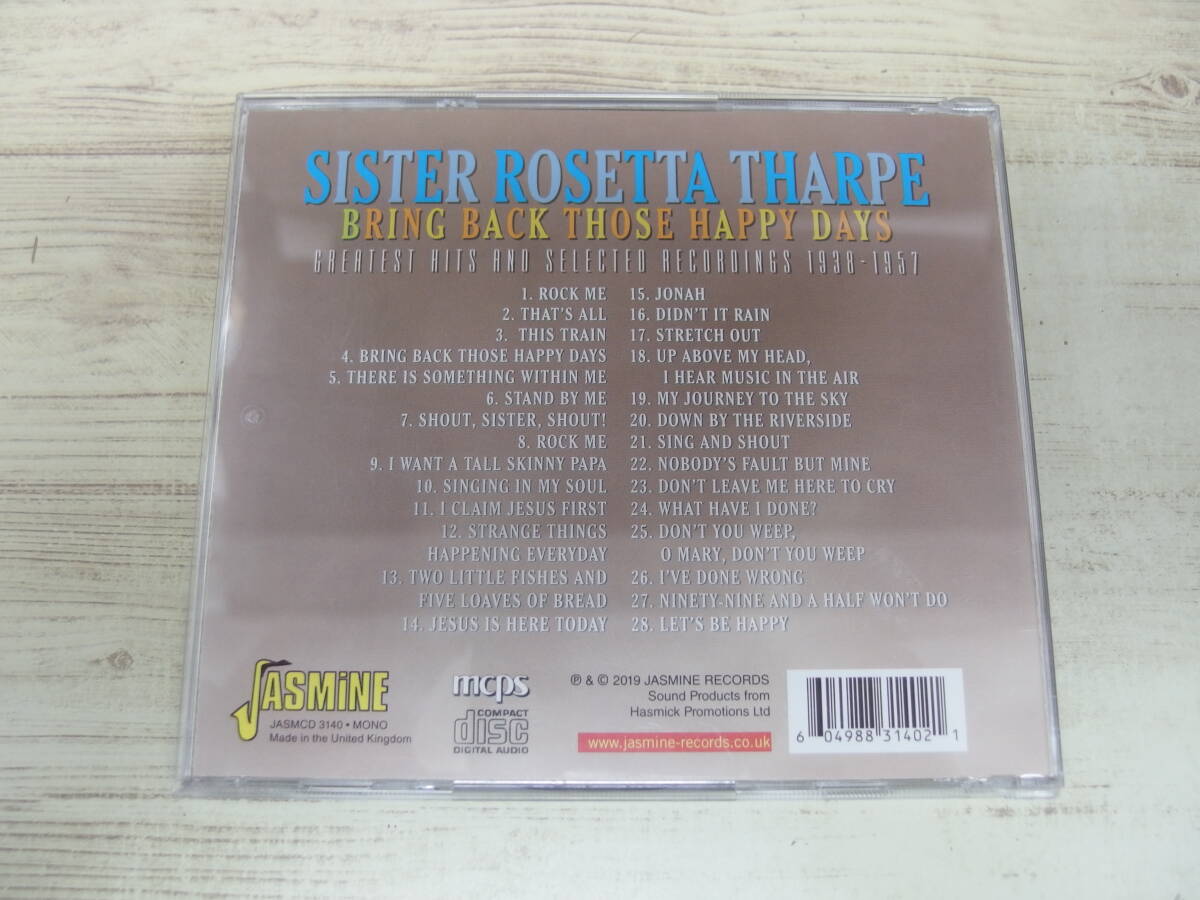 SISTER ROSETTA THARPE
BRING BACK THOSE HAPPY DAYS
GREATEST HITS AND SELECTED RECORDINGS 1938-1957
1. ROCK ME
2. THAT'S ALL
3. THIS TRAIN
4. BRING BACK THOSE HAPPY DAYS
5. THERE IS SOMETHING WITHIN ME
6. STAND BY ME
7. SHOUT, SISTER, SHOUT!
8. ROCK ME
9. I WANT A TALL SKINNY PAPA
10. SINGING IN MY SOUL
11. I CLAIM JESUS FIRST
12. STRANGE THINGS
HAPPENING EVERYDAY
13. TWO LITTLE FISHES AND
FIVE LOAVES OF BREAD
14. JESUS IS HERE TODAY
15. JONAH
16. DIDN'T IT RAIN
17. STRETCH OUT
18. UP ABOVE MY HEAD,
I HEAR MUSIC IN THE AIR
19. MY JOURNEY TO THE SKY
20. DOWN BY THE RIVERSIDE
21. SING AND SHOUT
22. NOBODY'S FAULT BUT MINE
23. DON'T LEAVE ME HERE TO CRY
24. WHAT HAVE I DONE?
25. DON'T YOU WEEP,
O MARY, DON'T YOU WEEP
26. I'VE DONE WRONG
27. NINETY-NINE AND A HALF WON'T DO
28. LET'S BE HAPPY
JASMiNE
JASMCD 3140 • MONO
Made in the United Kingdom
mcps
COMPACT
disc
DIGITAL AUDIO
℗ & © 2019 JASMINE RECORDS
Sound Products from
Hasmick Promotions Ltd
www.jasmine-records.co.uk
6 04988 31402 1